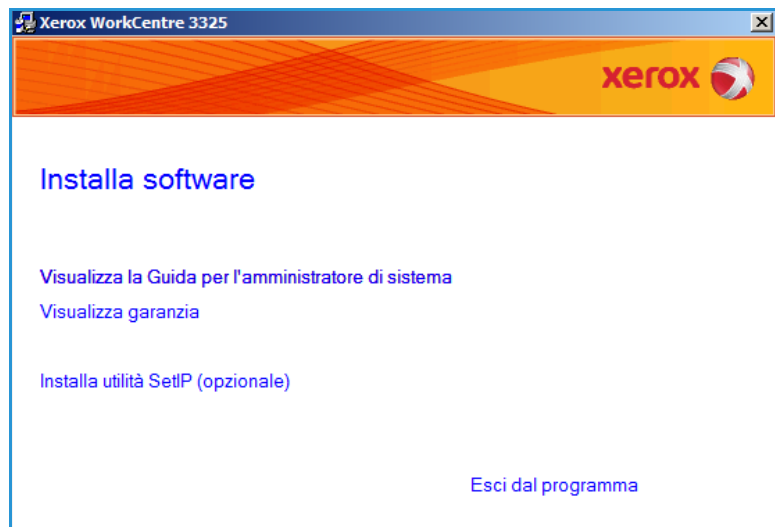 Xerox WorkCentre 3325
xerox
Installa software
Visualizza la Guida per l'amministratore di sistema
Visualizza garanzia
Installa utilità SetIP (opzionale)
Esci dal programma